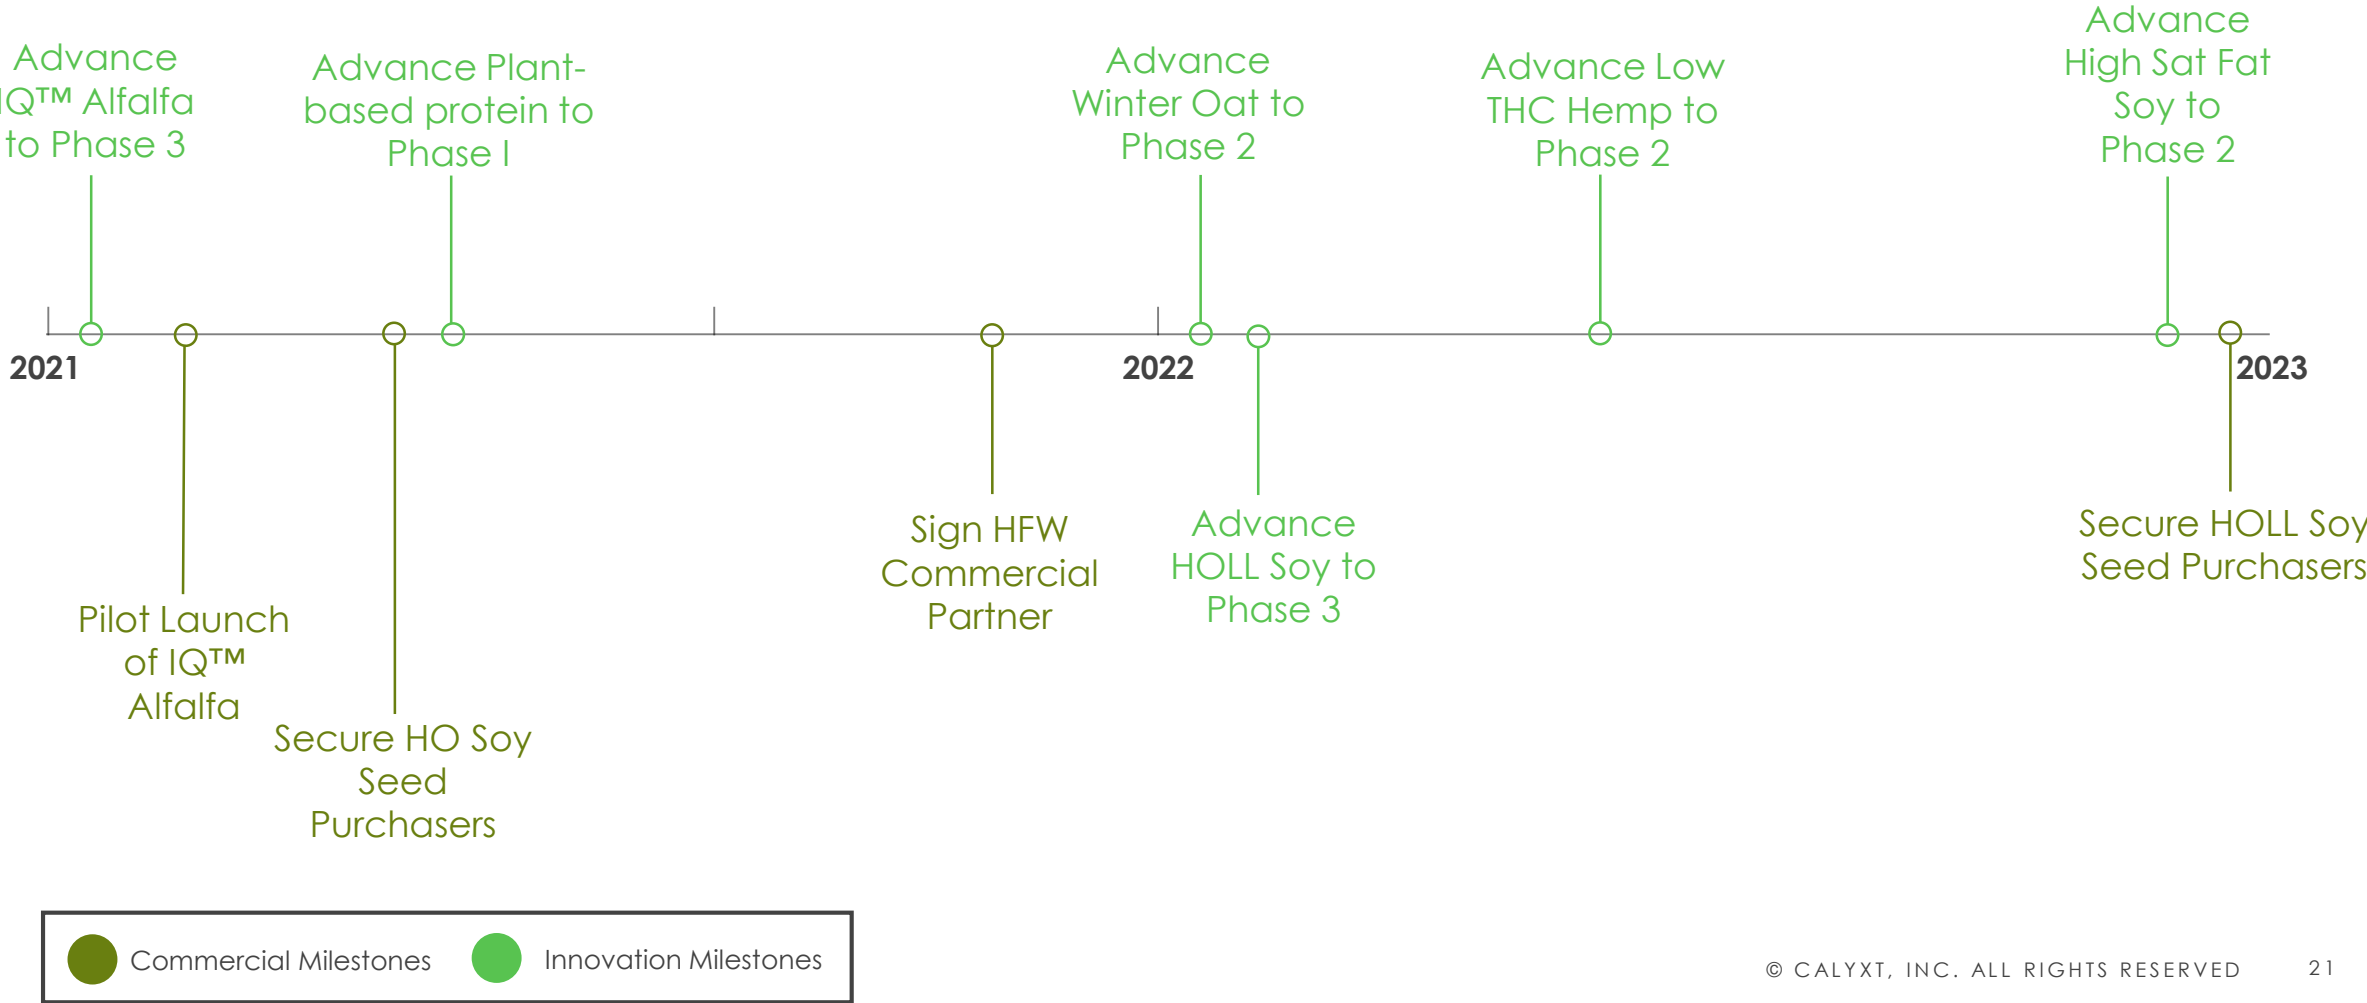 Advance
IQ™ Alfalfa
to Phase 3
Advance Plant-
based protein to
Phase I
Advance
Winter Oat to
Phase 2
Advance Low
THC Hemp to
Phase 2
Advance
High Sat Fat
Soy to
Phase 2
2021
2022
2023
Pilot Launch
of IQ™
Alfalfa
Secure HO Soy
Seed
Purchasers
Sign HFW
Commercial
Partner
Advance
HOLL Soy to
Phase 3
Secure HOLL Soy
Seed Purchasers
Commercial Milestones
Innovation Milestones
© CALYXT, INC. ALL RIGHTS RESERVED
21